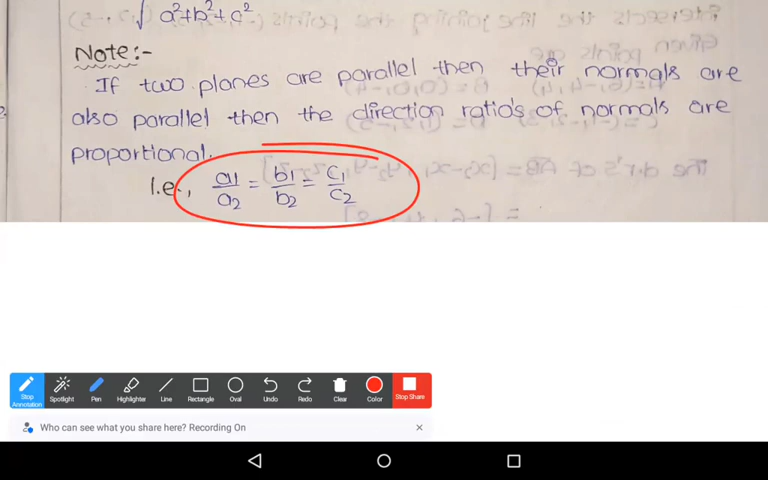 √a²+b²+c²
Note:-
If two planes are parallel then their normals are
also parallel then the direction ratio's of normals are
proportional.
I.e., a1/a2 = b1/b2 = c1/c2
Stop Annotation Spotlight Pen Highlighter Line Rectangle Oval Undo Redo Clear Color Stop Share
Who can see what you share here? Recording On